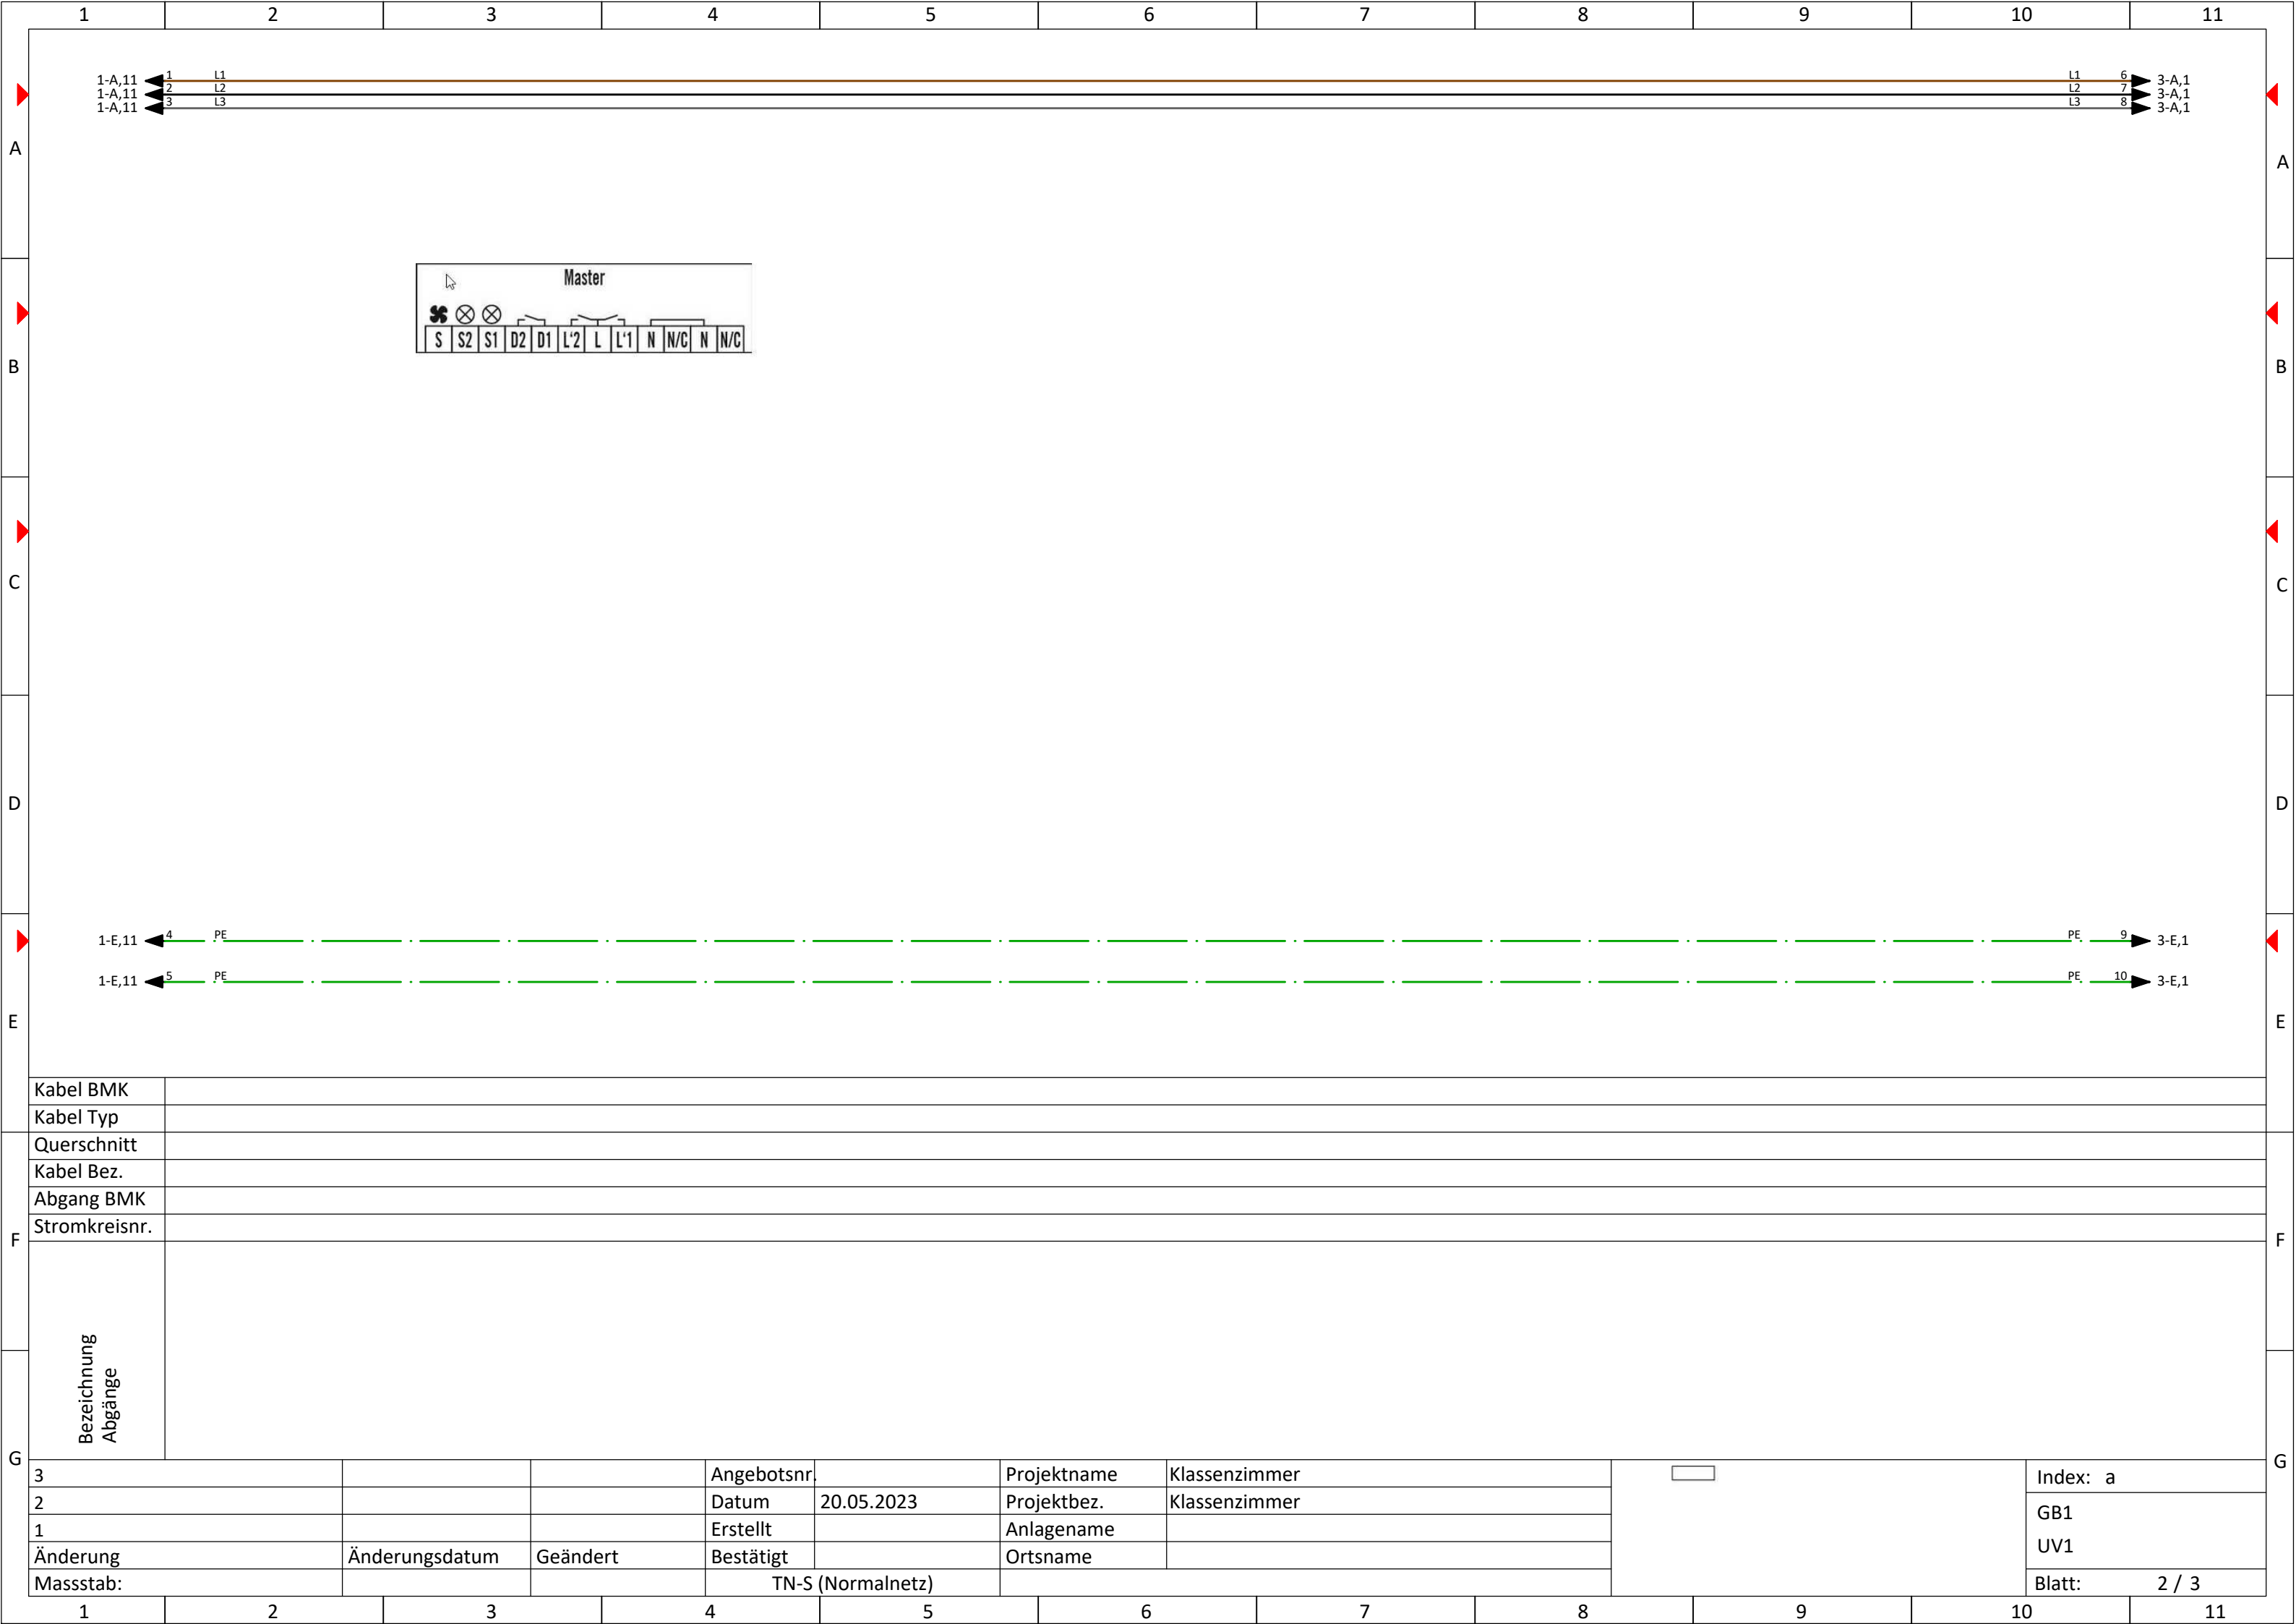 1 2 3 4 5 6 7 8 9 10 11
1-A,11 1 L1 L1 6 3-A,1
1-A,11 2 L2 L2 7 3-A,1
1-A,11 3 L3 L3 8 3-A,1
A A
Master
S S2 S1 D2 D1 L'2 L L'1 N N/C N N/C
B B
C C
D D
1-E,11 4 PE PE 9 3-E,1
1-E,11 5 PE PE 10 3-E,1
E E
Kabel BMK
Kabel Typ
Querschnitt
Kabel Bez.
Abgang BMK
Stromkreisnr.
F F
Bezeichnung
Abgänge
G G
3 Angebotsnr. Projektname Klassenzimmer Index: a
2 Datum 20.05.2023 Projektbez. Klassenzimmer
GB1
1 Erstellt Anlagename
UV1
Änderung Änderungsdatum Geändert Bestätigt Ortsname
Massstab: TN-S (Normalnetz) Blatt: 2 / 3
1 2 3 4 5 6 7 8 9 10 11